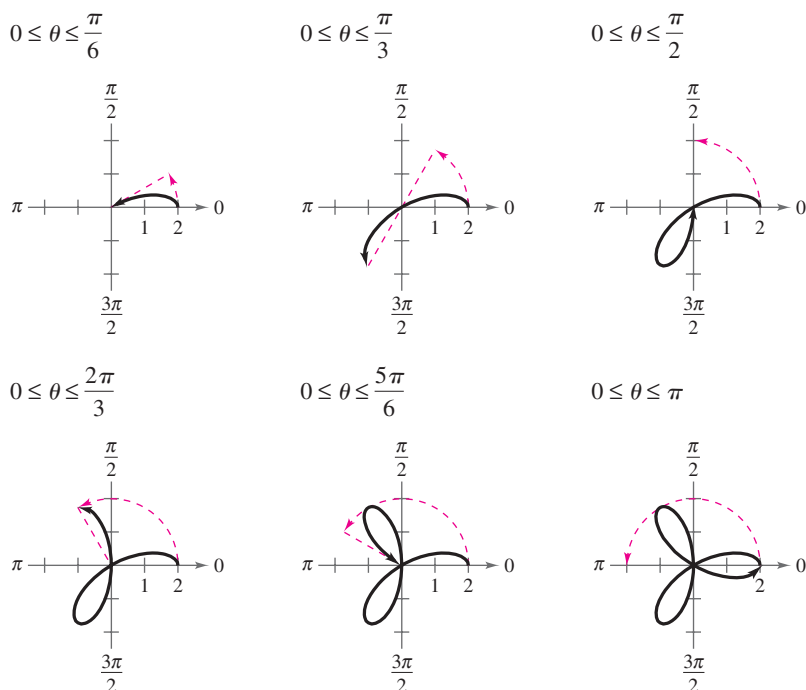 0 ≤ θ ≤ π/6
π/2
π 1 2 0
3π/2
0 ≤ θ ≤ π/3
π/2
π 1 2 0
3π/2
0 ≤ θ ≤ π/2
π/2
π 1 2 0
3π/2
0 ≤ θ ≤ 2π/3
π/2
π 1 2 0
3π/2
0 ≤ θ ≤ 5π/6
π/2
π 1 2 0
3π/2
0 ≤ θ ≤ π
π/2
π 2 0
3π/2